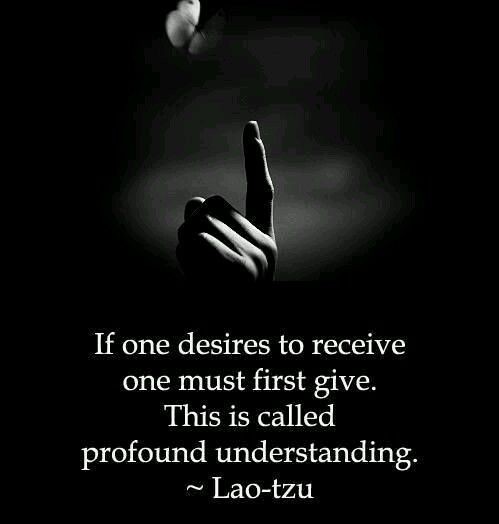 If one desires to receive
one must first give.
This is called
profound understanding.
~ Lao-tzu